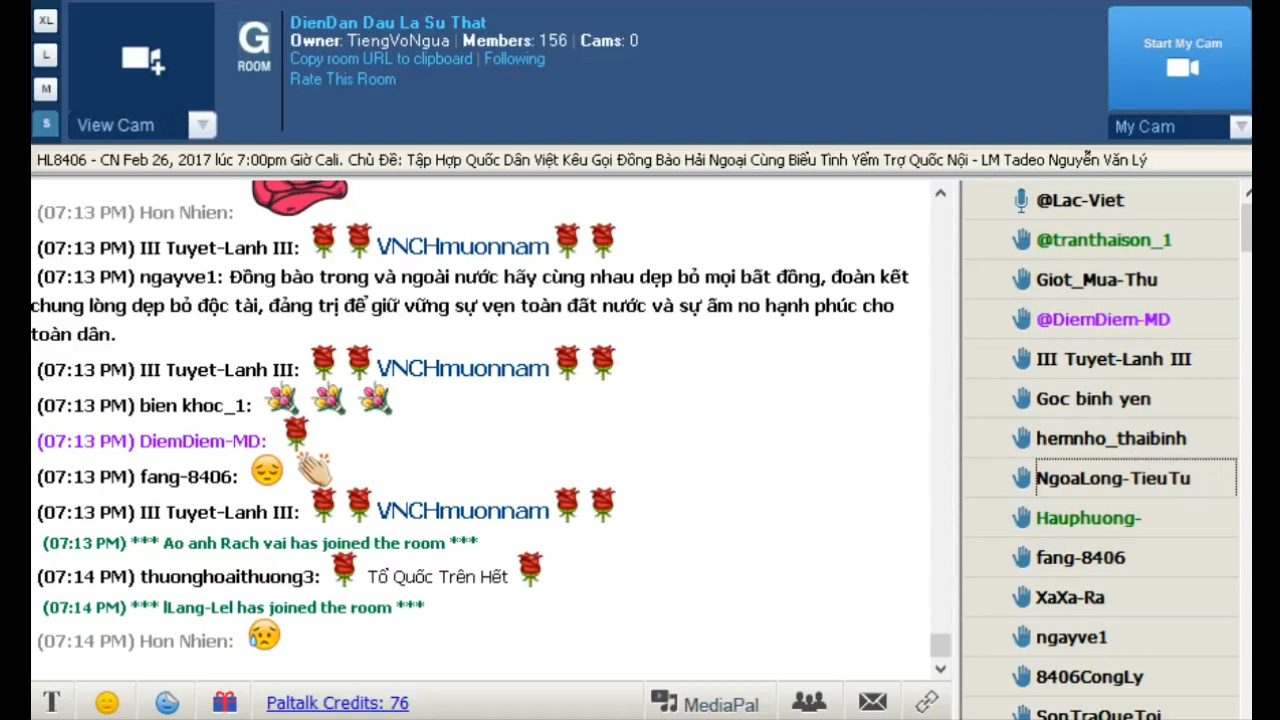 XL
L
M
S
View Cam
G
ROOM
DienDan Dau La Su That
Owner: TiengVoNgua | Members: 156 | Cams: 0
Copy room URL to clipboard | Following
Rate This Room
Start My Cam
My Cam
HL8406 - CN Feb 26, 2017 lúc 7:00pm Giờ Cali. Chủ Đề: Tập Hợp Quốc Dân Việt Kêu Gọi Đồng Bào Hải Ngoại Cùng Biểu Tình Yểm Trợ Quốc Nội - LM Tadeo Nguyễn Văn Lý
(07:13 PM) Hon Nhien:
(07:13 PM) III Tuyet-Lanh III: VNCHmuonnam
(07:13 PM) ngayve1: Đồng bào trong và ngoài nước hãy cùng nhau dẹp bỏ mọi bất đồng, đoàn kết
chung lòng dẹp bỏ độc tài, đảng trị để giữ vững sự vẹn toàn đất nước và sự ấm no hạnh phúc cho
toàn dân.
(07:13 PM) III Tuyet-Lanh III: VNCHmuonnam
(07:13 PM) bien khoc_1:
(07:13 PM) DiemDiem-MD:
(07:13 PM) fang-8406:
(07:13 PM) III Tuyet-Lanh III: VNCHmuonnam
(07:13 PM) *** Ao anh Rach vai has joined the room ***
(07:14 PM) thuonghoaithuong3: Tổ Quốc Trên Hết
(07:14 PM) *** lLang-LeI has joined the room ***
(07:14 PM) Hon Nhien:
@Lac-Viet
@tranthaison_1
Giot_Mua-Thu
@DiemDiem-MD
III Tuyet-Lanh III
Goc binh yen
hemnho_thaibinh
NgoaLong-TieuTu
Hauphuong-
fang-8406
XaXa-Ra
ngayve1
8406CongLy
SonTraQueToi
T
Paltalk Credits: 76
MediaPal